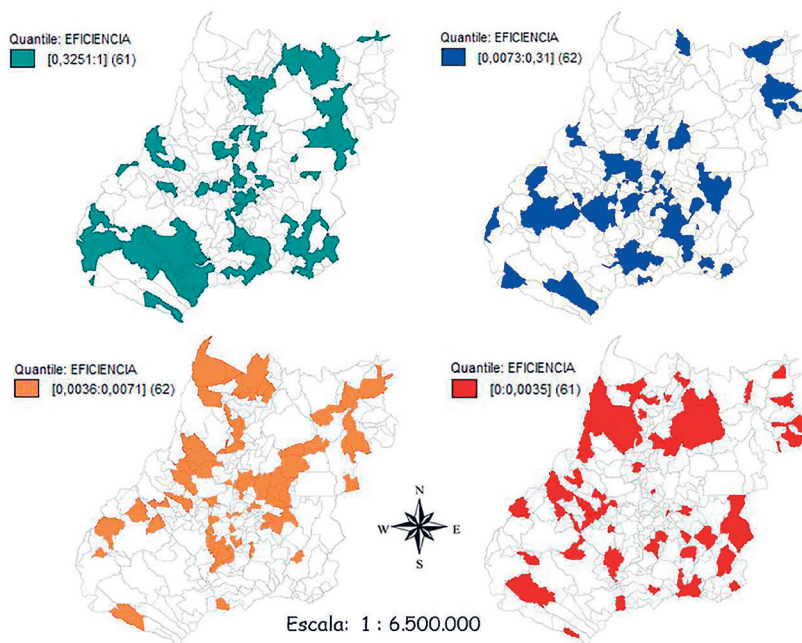 Quantile: EFICIENCIA
[0,3251:1] (61)
Quantile: EFICIENCIA
[0,0073:0,31] (62)
Quantile: EFICIENCIA
[0,0036:0,0071] (62)
Quantile: EFICIENCIA
[0:0,0035] (61)
N
W E
S
Escala: 1 : 6.500.000